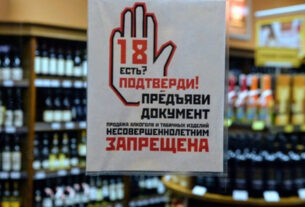 18
ЕСТЬ?
ПОДТВЕРДИ!
ПРЕДЪЯВИ
ДОКУМЕНТ
ПРОДАЖА АЛКОГОЛЯ И ТАБАЧНЫХ ИЗДЕЛИЙ
НЕСОВЕРШЕННОЛЕТНИМ
ЗАПРЕЩЕНА